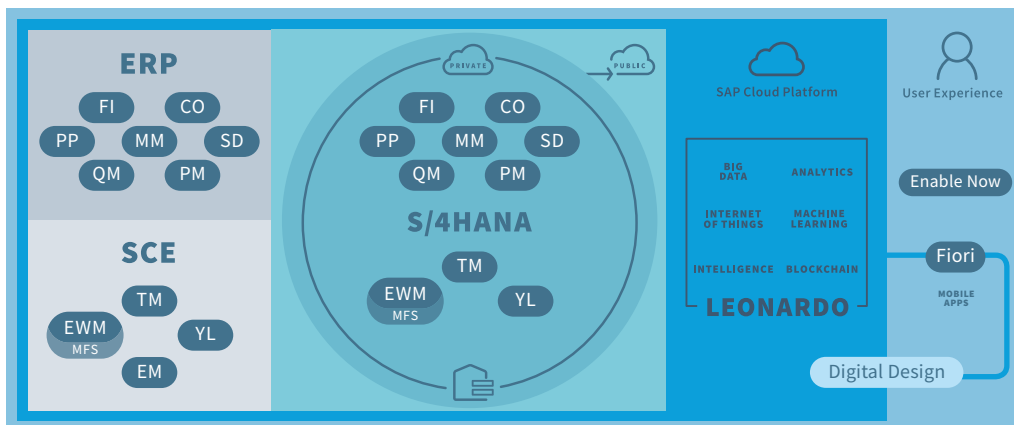 ERP
FI
CO
PP
MM
SD
QM
PM
SCE
TM
EWM
MFS
YL
EM
PRIVATE
PUBLIC
FI
CO
PP
MM
SD
QM
PM
S/4HANA
TM
EWM
MFS
YL
SAP Cloud Platform
BIG
DATA
ANALYTICS
INTERNET
OF THINGS
MACHINE
LEARNING
INTELLIGENCE
BLOCKCHAIN
LEONARDO
User Experience
Enable Now
Fiori
MOBILE
APPS
Digital Design